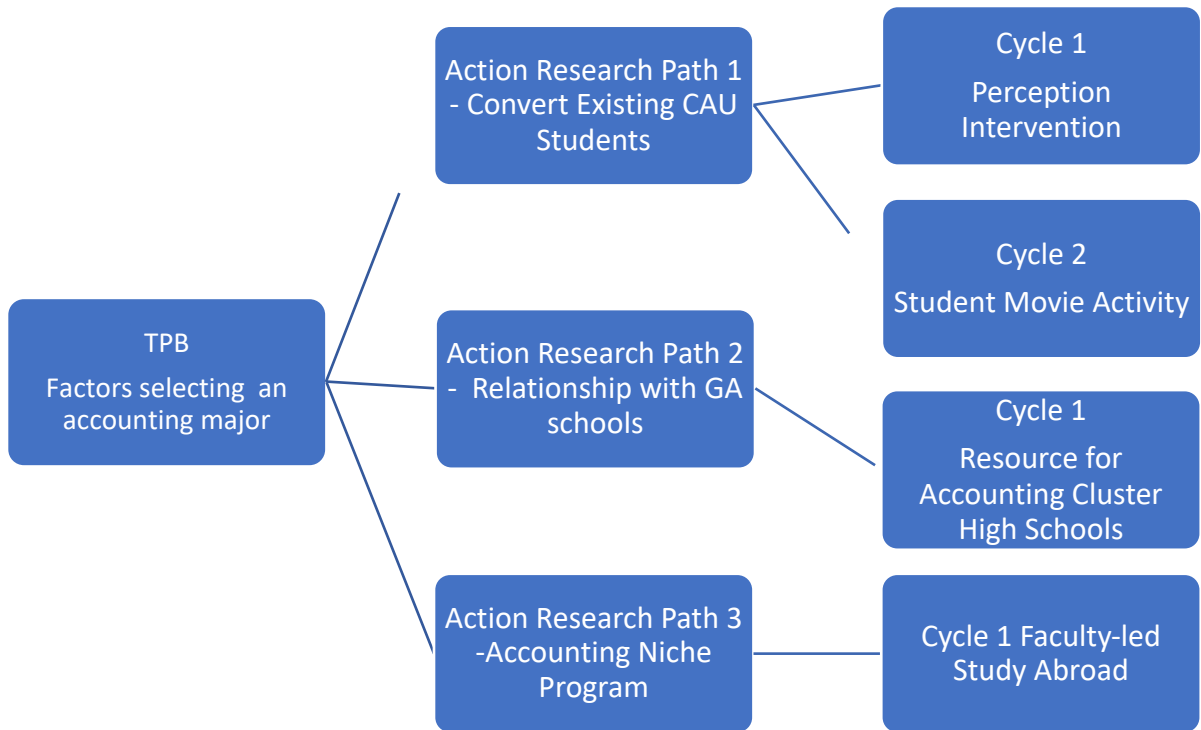 Action Research Path 1
- Convert Existing CAU
Students
Cycle 1
Perception
Intervention
Cycle 2
Student Movie Activity
TPB
Factors selecting an
accounting major
Action Research Path 2
- Relationship with GA
schools
Cycle 1
Resource for
Accounting Cluster
High Schools
Action Research Path 3
-Accounting Niche
Program
Cycle 1 Faculty-led
Study Abroad